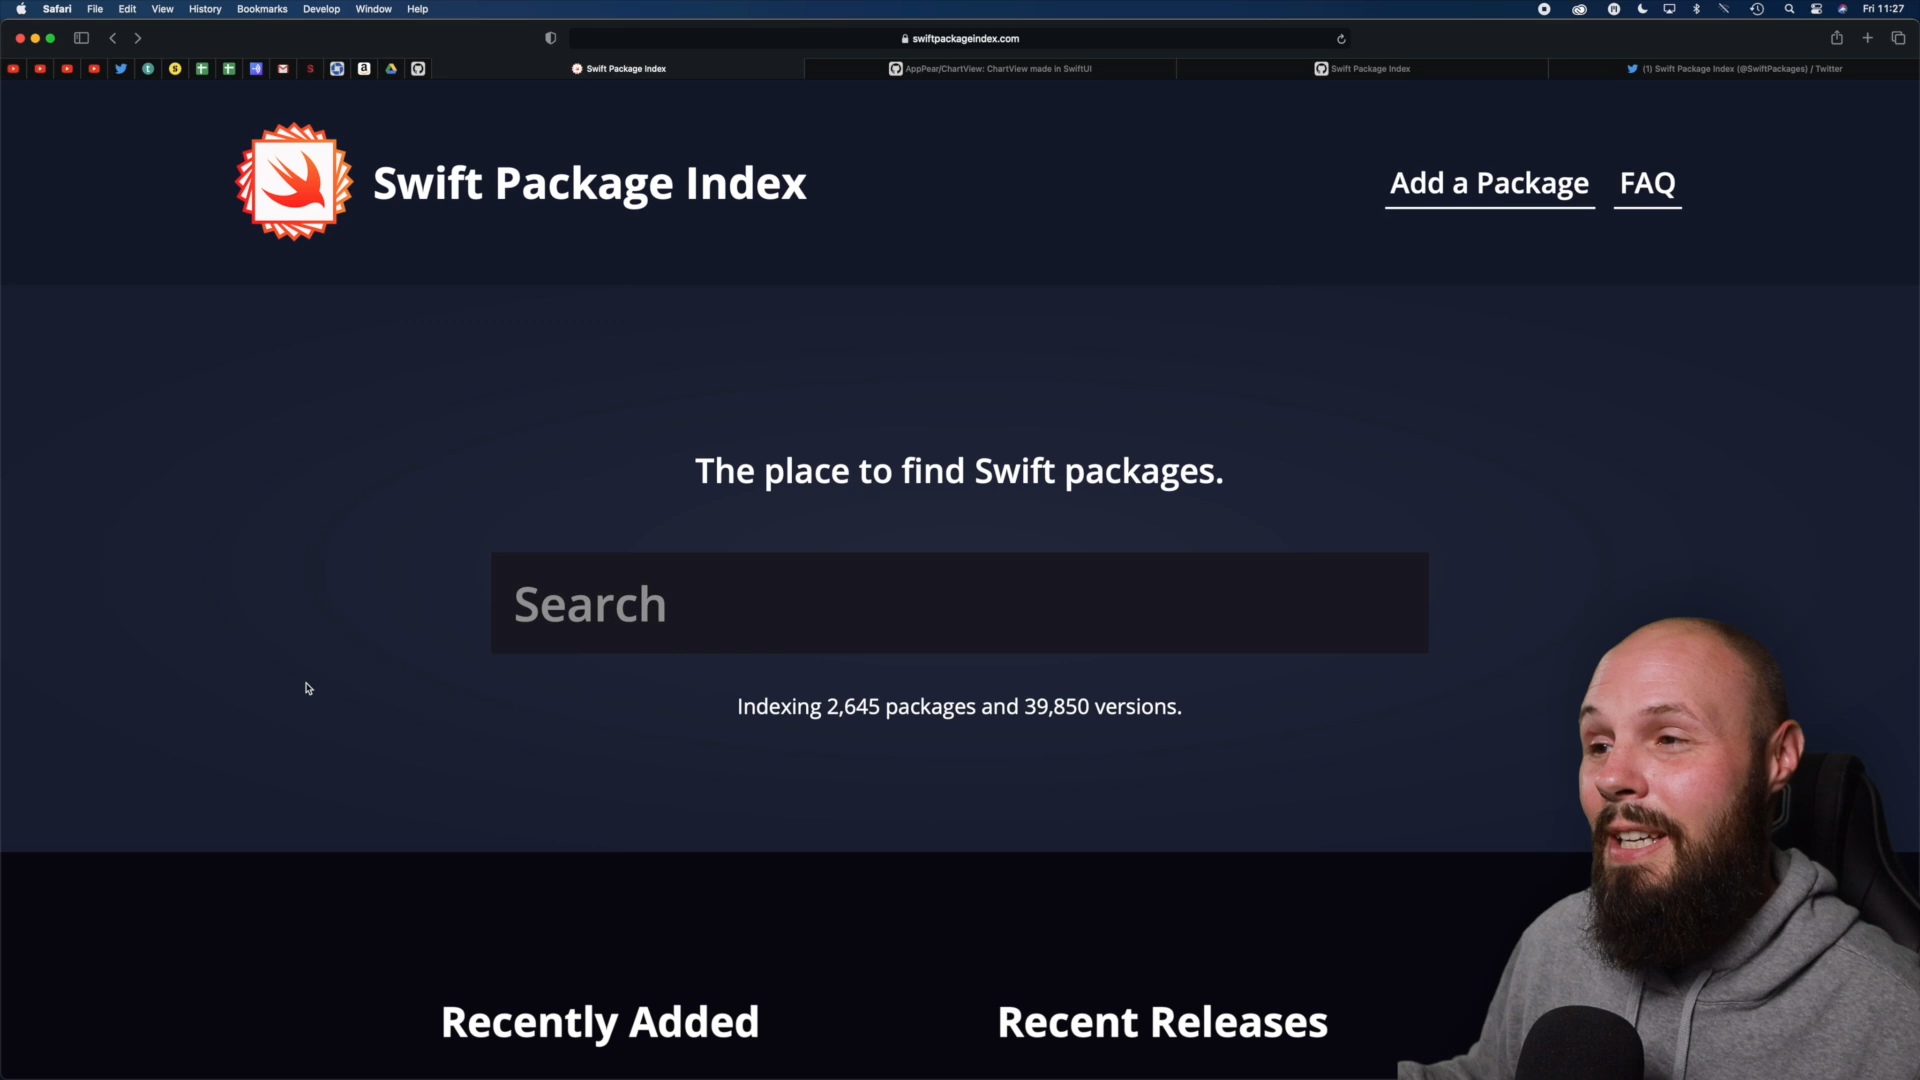 Safari File Edit View History Bookmarks Develop Window Help Fri 11:27
swiftpackageindex.com
Swift Package Index
AppPear/ChartView: ChartView made in SwiftUI
Swift Package Index
(1) Swift Package Index (@SwiftPackages) / Twitter
Swift Package Index
Add a Package FAQ
The place to find Swift packages.
Search
Indexing 2,645 packages and 39,850 versions.
Recently Added
Recent Releases